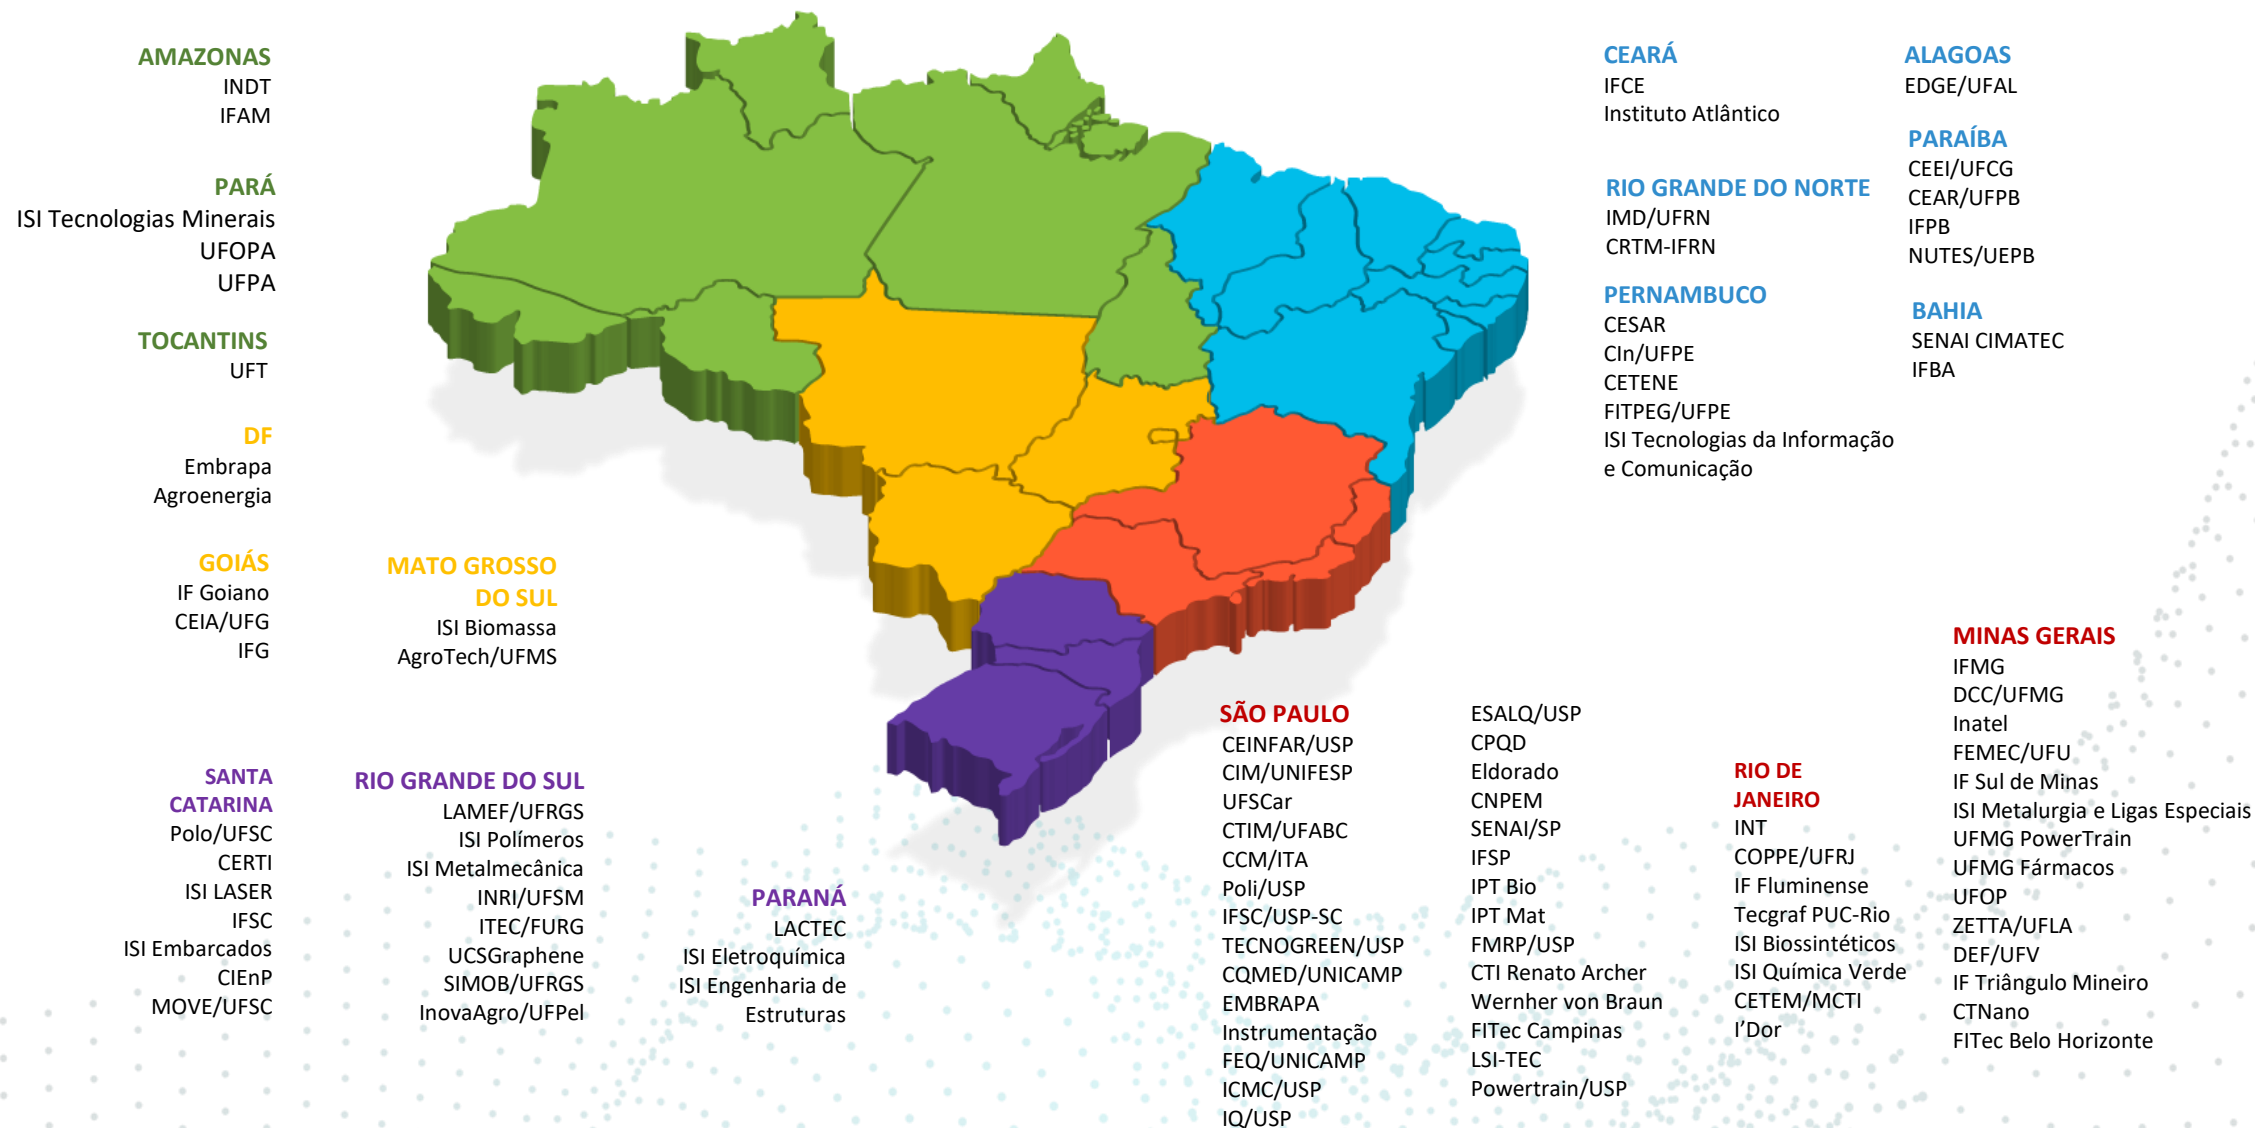 AMAZONAS
INDT
IFAM
PARÁ
ISI Tecnologias Minerais
UFOPA
UFPA
TOCANTINS
UFT
DF
Embrapa
Agroenergia
GOIÁS
IF Goiano
CEIA/UFG
IFG
MATO GROSSO
DO SUL
ISI Biomassa
AgroTech/UFMS
SANTA
CATARINA
Polo/UFSC
CERTI
ISI LASER
IFSC
ISI Embarcados
CIEnP
MOVE/UFSC
RIO GRANDE DO SUL
LAMEF/UFRGS
ISI Polímeros
ISI Metalmecânica
INRI/UFSM
ITEC/FURG
UCSGraphene
SIMOB/UFRGS
InovaAgro/UFPel
PARANÁ
LACTEC
ISI Eletroquímica
ISI Engenharia de
Estruturas
CEARÁ
IFCE
Instituto Atlântico
RIO GRANDE DO NORTE
IMD/UFRN
CRTM-IFRN
PERNAMBUCO
CESAR
CIn/UFPE
CETENE
FITPEG/UFPE
ISI Tecnologias da Informação
e Comunicação
ALAGOAS
EDGE/UFAL
PARAÍBA
CEEI/UFCG
CEAR/UFPB
IFPB
NUTES/UEPB
BAHIA
SENAI CIMATEC
IFBA
SÃO PAULO
CEINFAR/USP
CIM/UNIFESP
UFSCar
CTIM/UFABC
CCM/ITA
Poli/USP
IFSC/USP-SC
TECNOGREEN/USP
CQMED/UNICAMP
EMBRAPA
Instrumentação
FEQ/UNICAMP
ICMC/USP
IQ/USP
ESALQ/USP
CPQD
Eldorado
CNPEM
SENAI/SP
IFSP
IPT Bio
IPT Mat
FMRP/USP
CTI Renato Archer
Wernher von Braun
FITec Campinas
LSI-TEC
Powertrain/USP
RIO DE
JANEIRO
INT
COPPE/UFRJ
IF Fluminense
Tecgraf PUC-Rio
ISI Biossintéticos
ISI Química Verde
CETEM/MCTI
I’Dor
MINAS GERAIS
IFMG
DCC/UFMG
Inatel
FEMEC/UFU
IF Sul de Minas
ISI Metalurgia e Ligas Especiais
UFMG PowerTrain
UFMG Fármacos
UFOP
ZETTA/UFLA
DEF/UFV
IF Triângulo Mineiro
CTNano
FITec Belo Horizonte